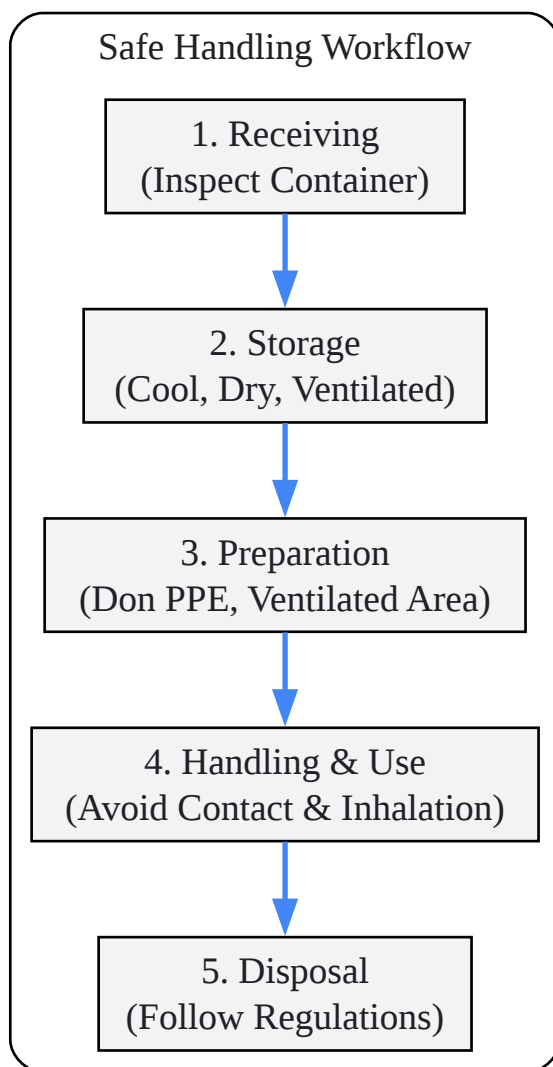 Safe Handling Workflow
1. Receiving
(Inspect Container)
2. Storage
(Cool, Dry, Ventilated)
3. Preparation
(Don PPE, Ventilated Area)
4. Handling & Use
(Avoid Contact & Inhalation)
5. Disposal
(Follow Regulations)